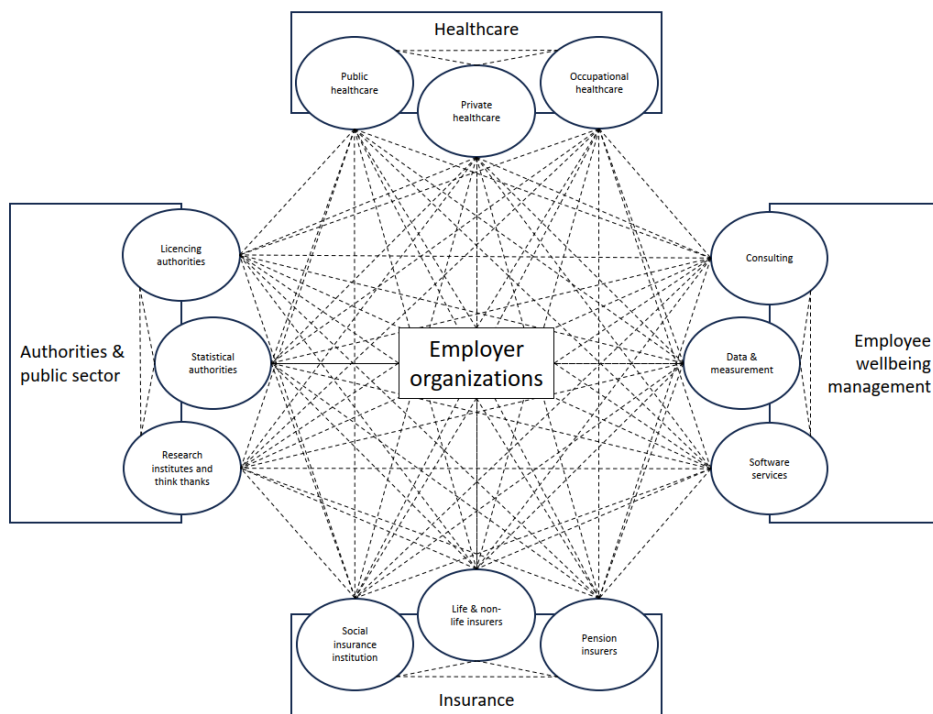 Healthcare
Public
healthcare
Private
healthcare
Occupational
healthcare
Authorities &
public sector
Licencing
authorities
Statistical
authorities
Research
institutes and
think thanks
Employer
organizations
Consulting
Data &
measurement
Software
services
Employee
wellbeing
management
Social
insurance
institution
Life & non-
life insurers
Pension
insurers
Insurance